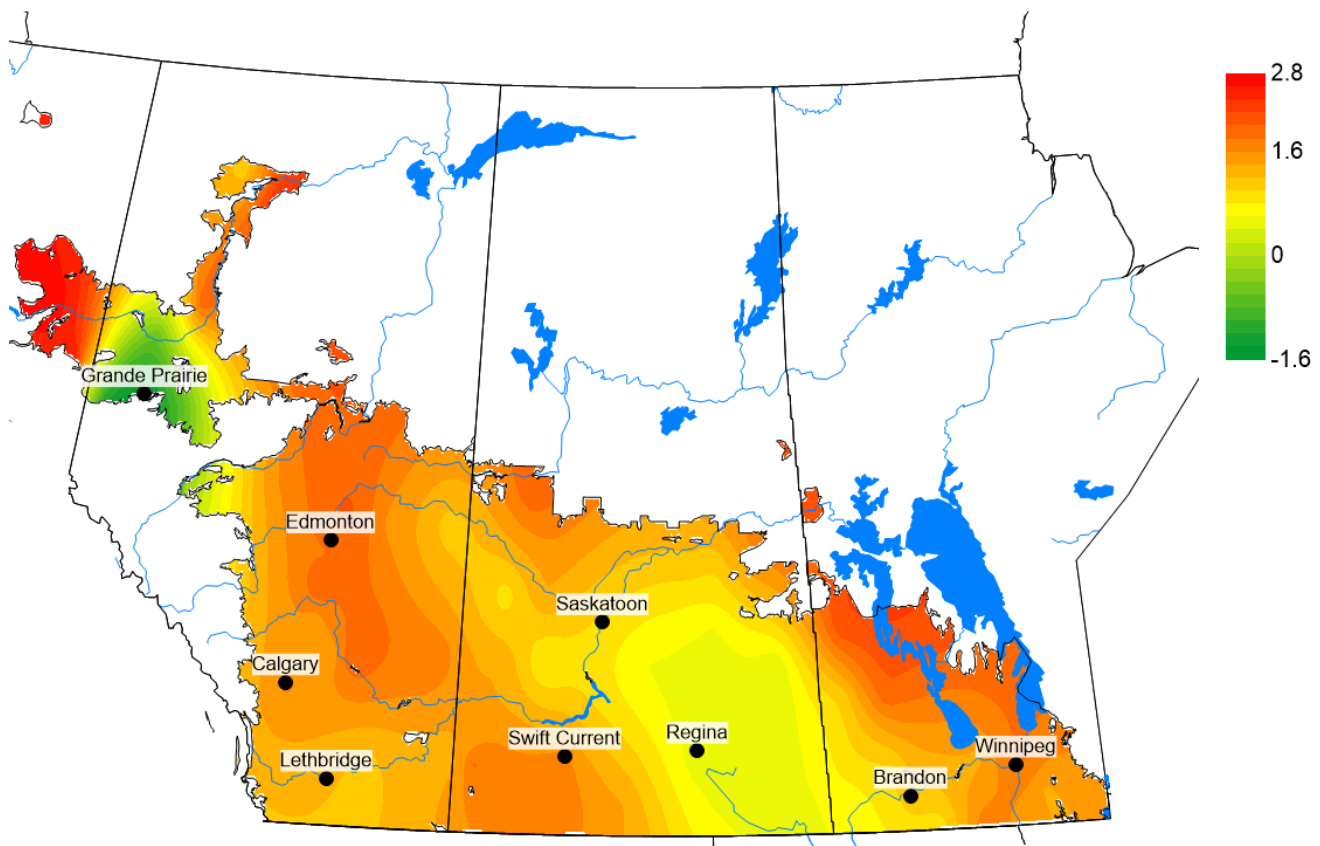 2.8
1.6
0
-1.6
Grande Prairie
Edmonton
Saskatoon
Calgary
Swift Current
Regina
Lethbridge
Winnipeg
Brandon